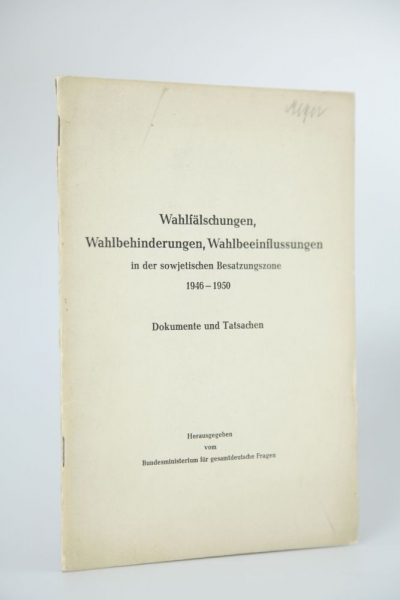 Wahlfälschungen,
Wahlbehinderungen, Wahlbeeinflussungen
in der sowjetischen Besatzungszone
1946 – 1950
Dokumente und Tatsachen
Herausgegeben
vom
Bundesministerium für gesamtdeutsche Fragen